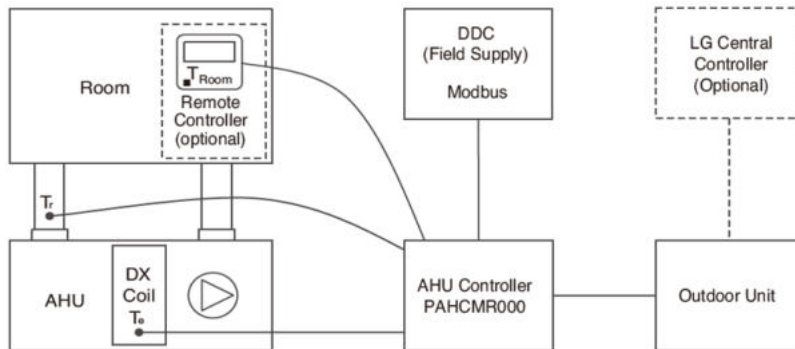 Room
T Room
Remote
Controller
(optional)
DDC
(Field Supply)
Modbus
LG Central
Controller
(Optional)
Tr
AHU
DX
Coil
Te
AHU Controller
PAHCMR000
Outdoor Unit